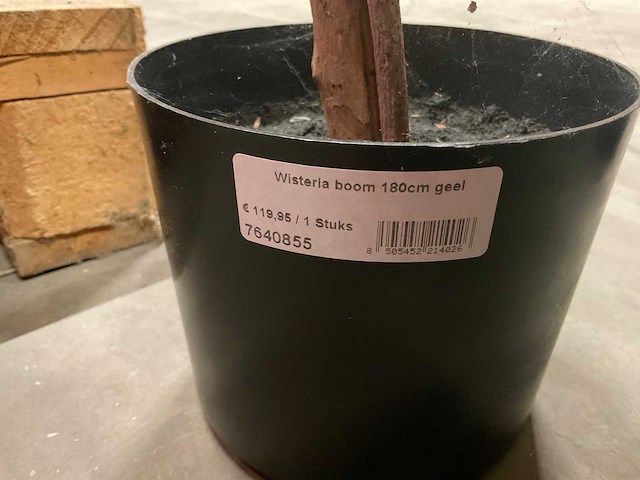 Wisteria boom 180cm geel
€ 119,95 / 1 Stuks
7640855
8 585452 214026